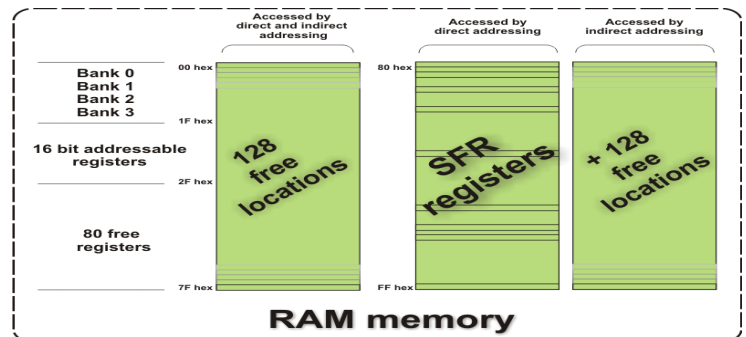 Accessed by
direct and indirect
addressing
Accessed by
direct addressing
Accessed by
indirect addressing
00 hex
80 hex
Bank 0
Bank 1
Bank 2
Bank 3
1F hex
16 bit addressable
registers
2F hex
80 free
registers
7F hex
FF hex
128
free
locations
SFR
registers
+ 128
free
locations
RAM memory